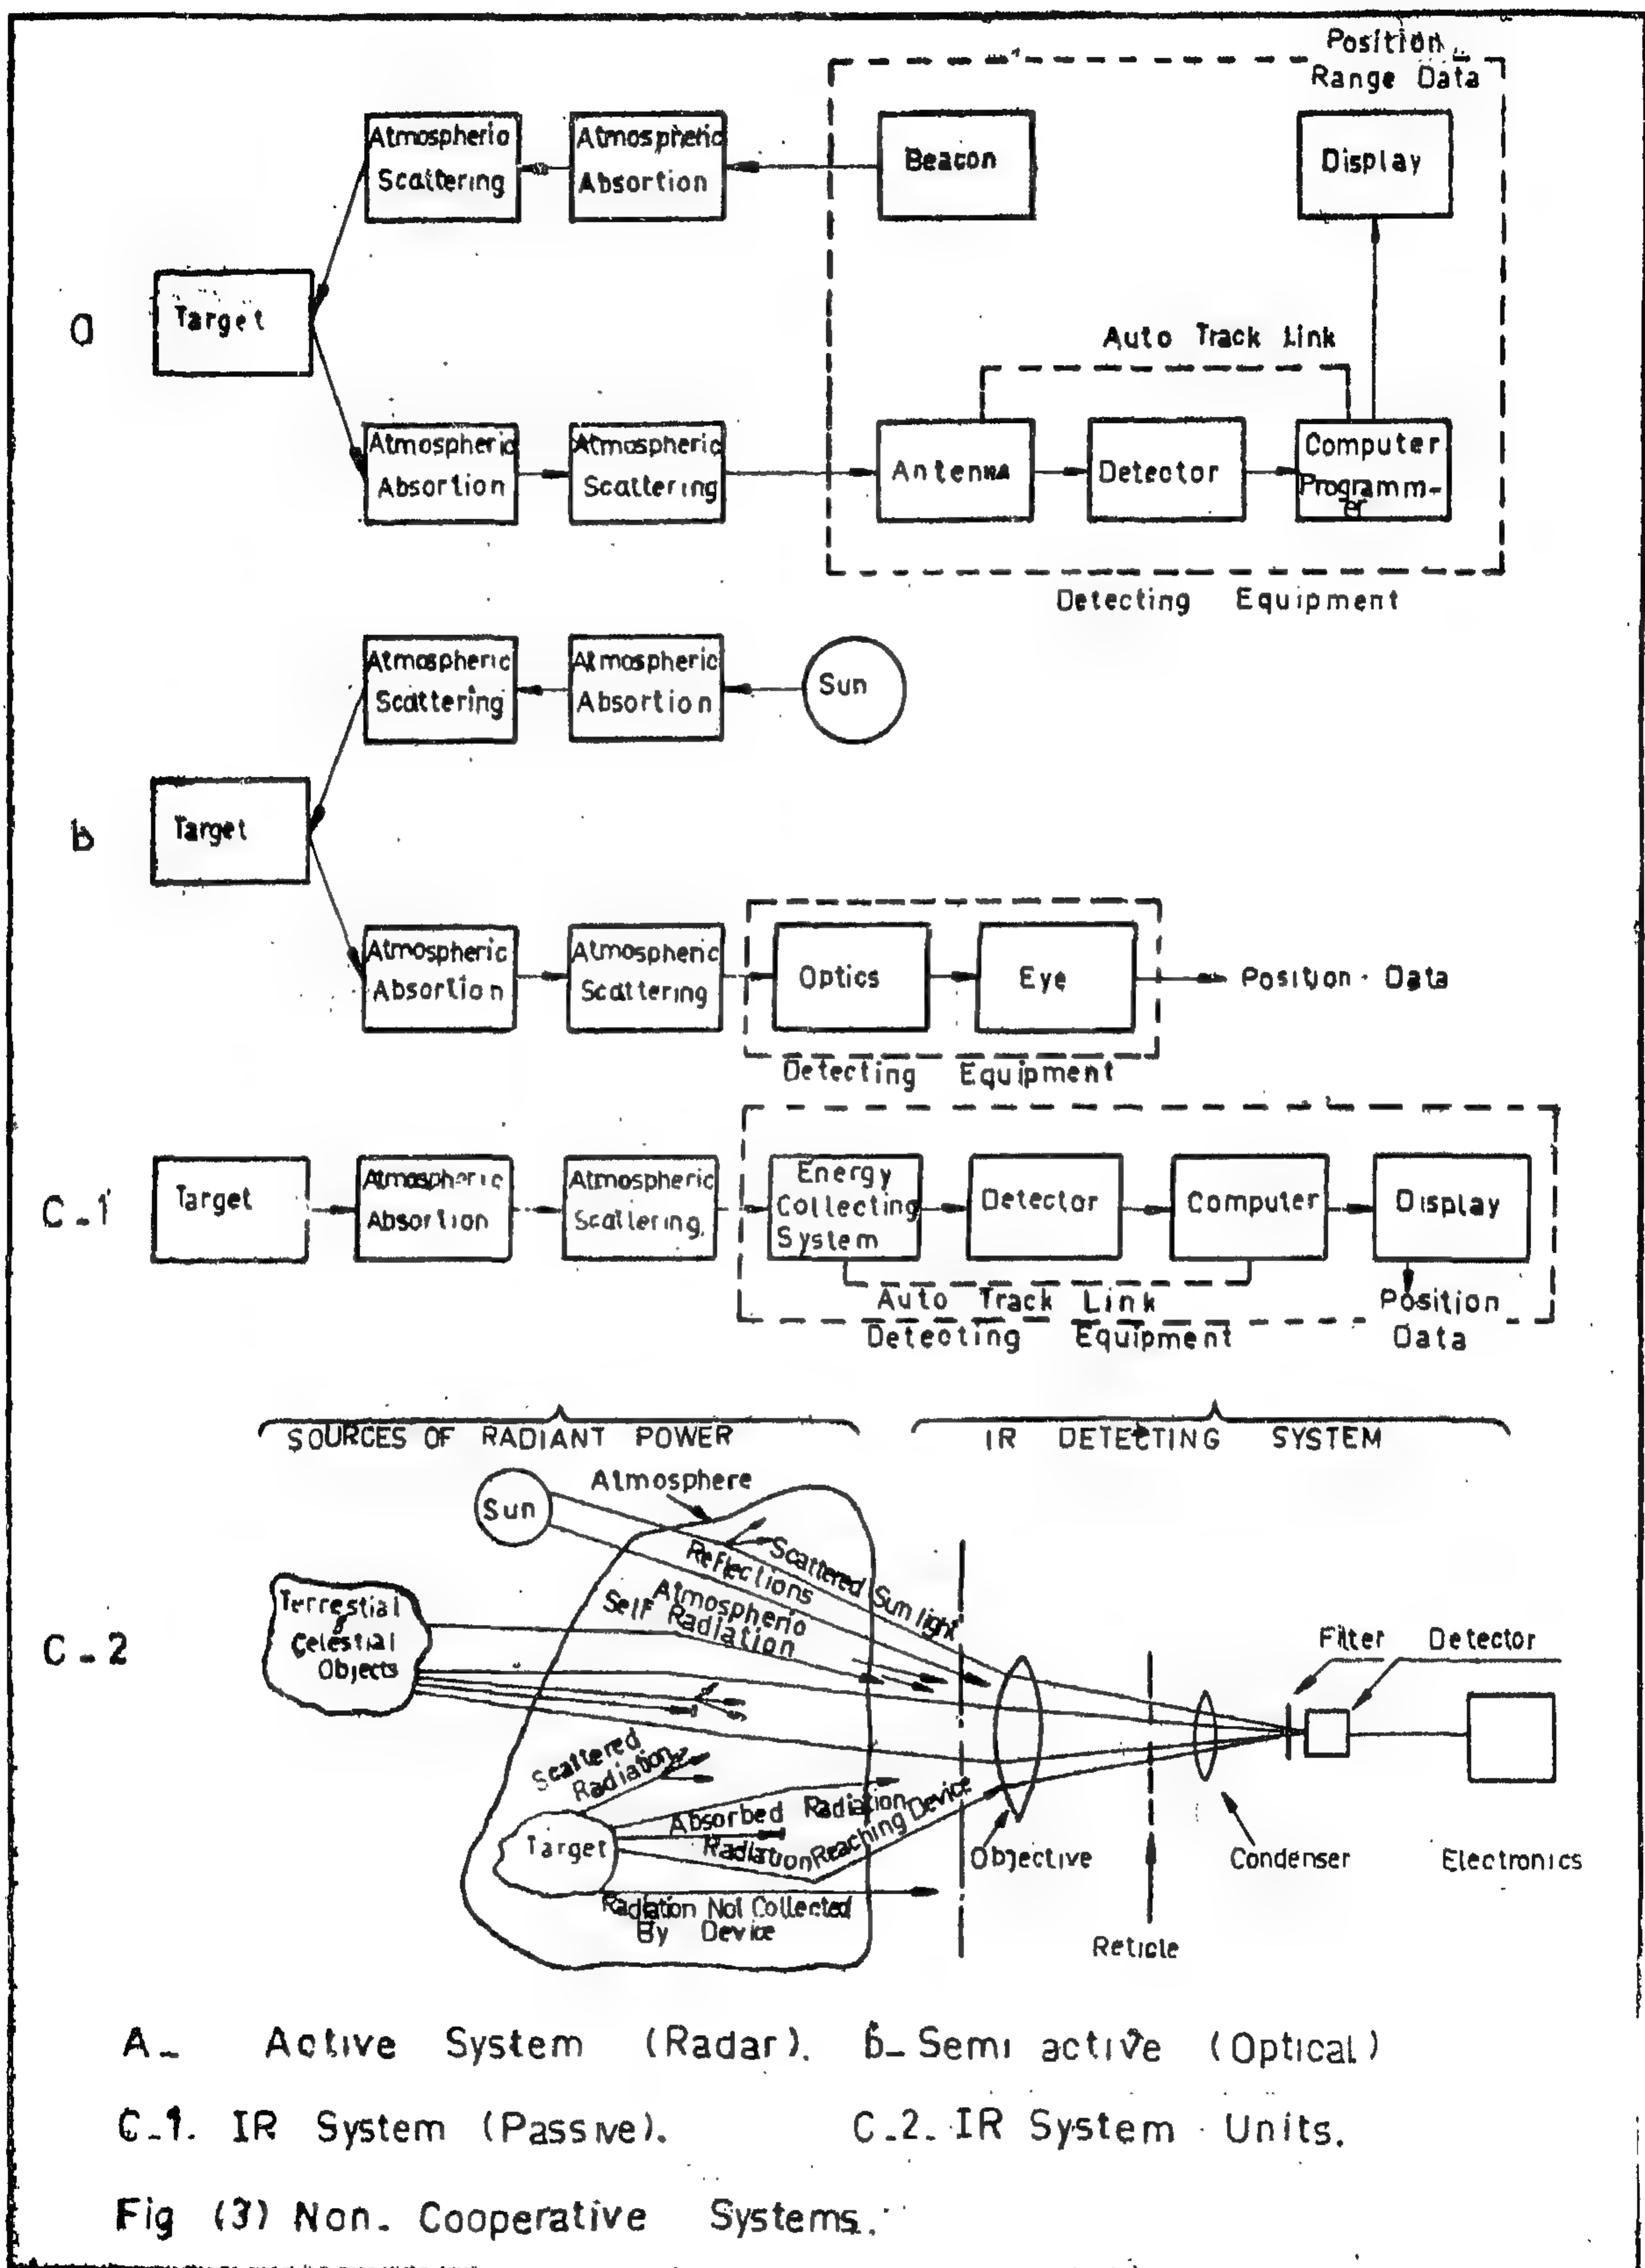 Position
Range Data
Atmospheric
Scattering
Atmospheric
Absortion
Beacon
Display
a
Target
Auto Track Link
Atmospheric
Absortion
Atmospheric
Scattering
Antenna
Detector
Computer
Programm-
er
Detecting Equipment
Atmospheric
Scattering
Atmospheric
Absortion
Sun
b
Target
Atmospheric
Absortion
Atmospheric
Scattering
Optics
Eye
Position - Data
Detecting Equipment
C-1
Target
Atmospheric
Absortion
Atmospheric
Scattering
Energy
Collecting
System
Detector
Computer
Display
Auto Track Link
Position
Data
Detecting Equipment
SOURCES OF RADIANT POWER
IR DETECTING SYSTEM
Atmosphere
Sun
Scattered Sun light
Reflections
Atmospheric
Self Radiation
Terrestial
&
Celestial
Objects
C-2
Filter
Detector
Scattered
Radiation
Absorbed Radiation
Target
Radiation Reaching Device
Objective
Condenser
Electronics
Radiation Not Collected
By Device
Reticle
A- Active System (Radar). b- Semi active (Optical)
C-1. IR System (Passive). C-2- IR System Units.
Fig (3) Non. Cooperative Systems.